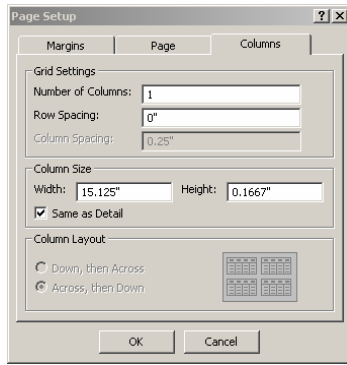 Page Setup
Margins Page Columns
Grid Settings
Number of Columns: 1
Row Spacing: 0"
Column Spacing: 0.25"
Column Size
Width: 15.125" Height: 0.1667"
Same as Detail
Column Layout
Down, then Across
Across, then Down
OK Cancel